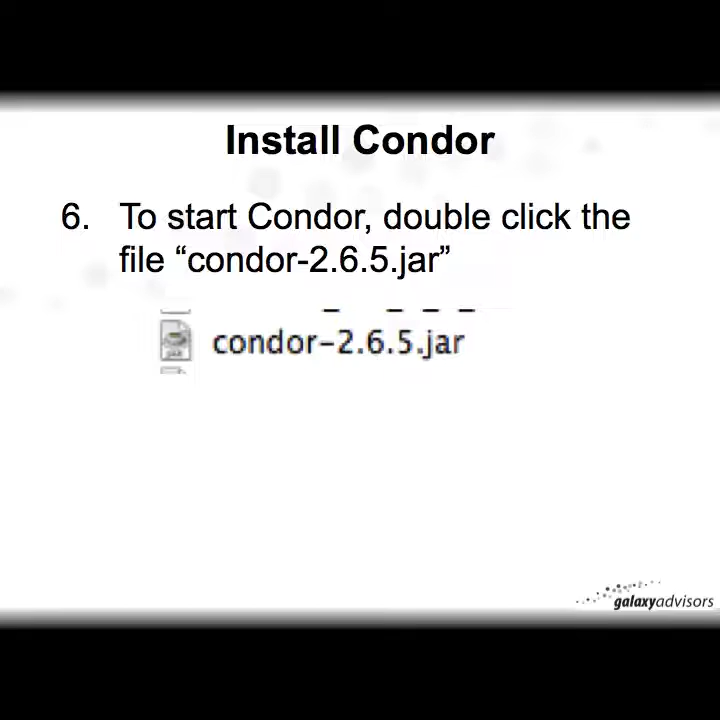 Install Condor
6. To start Condor, double click the
file “condor-2.6.5.jar”
condor-2.6.5.jar
galaxyadvisors